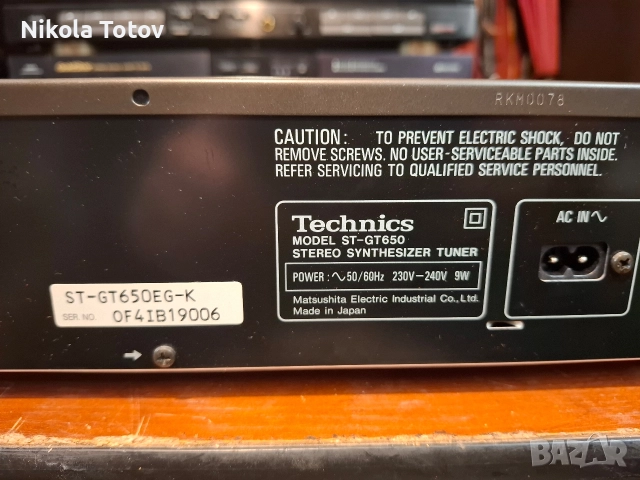 Nikola Totov
RKM0078
CAUTION: TO PREVENT ELECTRIC SHOCK, DO NOT
REMOVE SCREWS. NO USER-SERVICEABLE PARTS INSIDE.
REFER SERVICING TO QUALIFIED SERVICE PERSONNEL.
Technics
MODEL ST-GT650
STEREO SYNTHESIZER TUNER
POWER: ∿50/60Hz 230V-240V 9W
Matsushita Electric Industrial Co., Ltd.
Made in Japan
AC IN∿
ST-GT650EG-K
SER. NO. 0F4IB19006
BAZAR